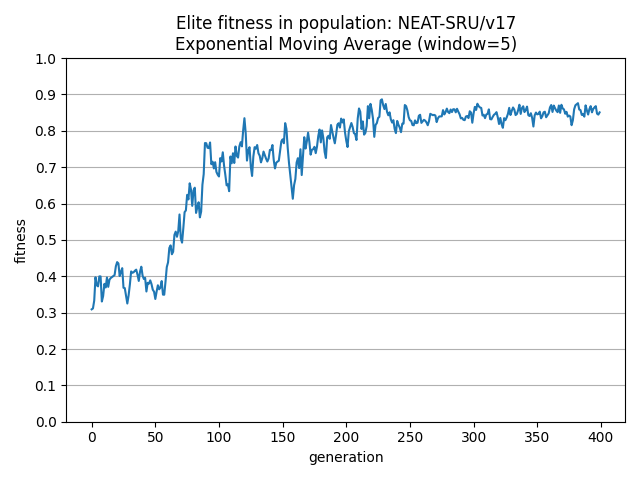 Elite fitness in population: NEAT-SRU/v17
Exponential Moving Average (window=5)
fitness
1.0
0.9
0.8
0.7
0.6
0.5
0.4
0.3
0.2
0.1
0.0
0 50 100 150 200 250 300 350 400
generation